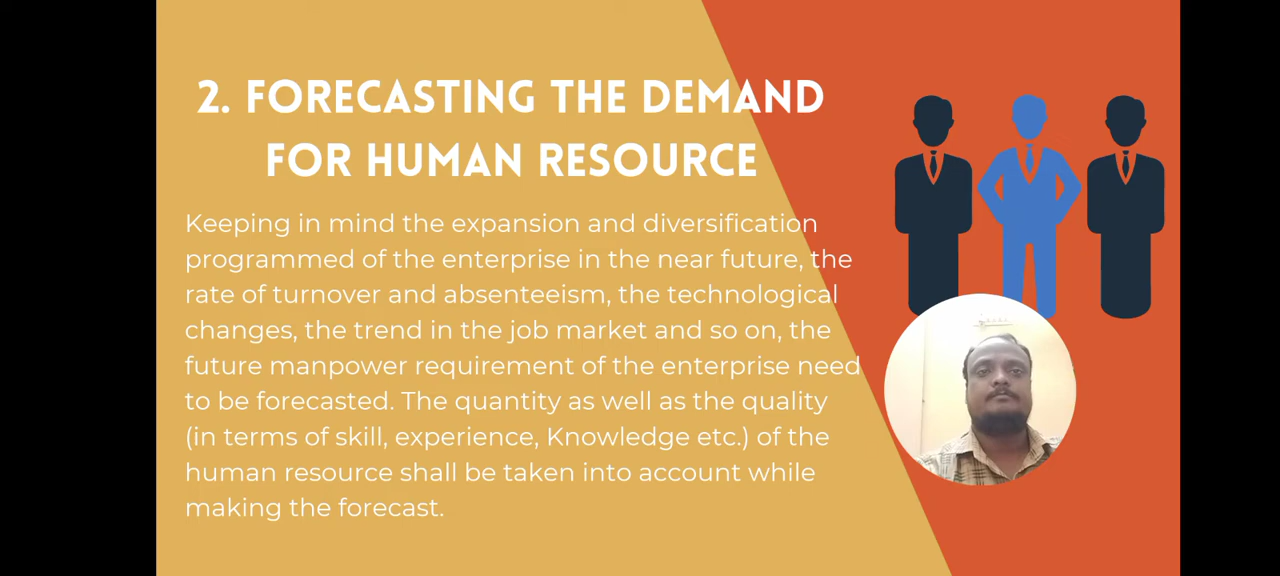 2. FORECASTING THE DEMAND
FOR HUMAN RESOURCE
Keeping in mind the expansion and diversification
programmed of the enterprise in the near future, the
rate of turnover and absenteeism, the technological
changes, the trend in the job market and so on, the
future manpower requirement of the enterprise need
to be forecasted. The quantity as well as the quality
(in terms of skill, experience, Knowledge etc.) of the
human resource shall be taken into account while
making the forecast.